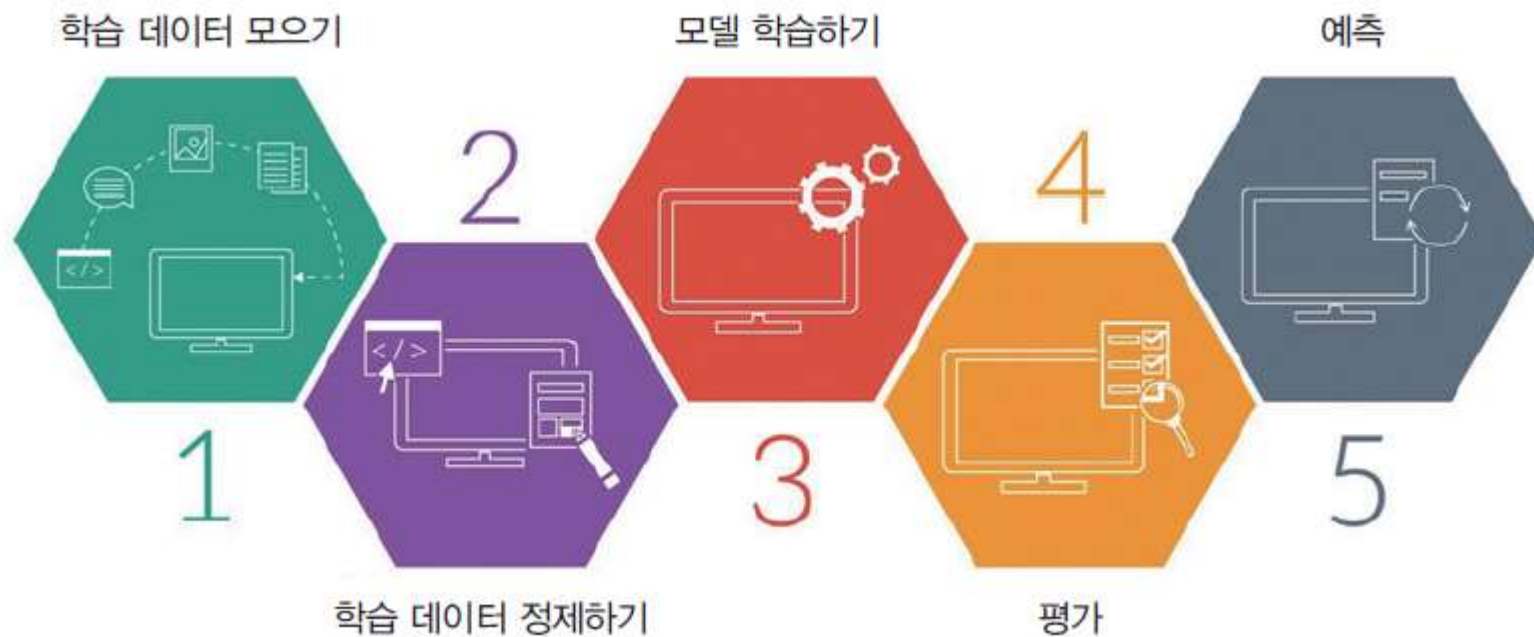 학습 데이터 모으기
1
2
학습 데이터 정제하기
모델 학습하기
3
4
평가
예측
5
</> 
</>